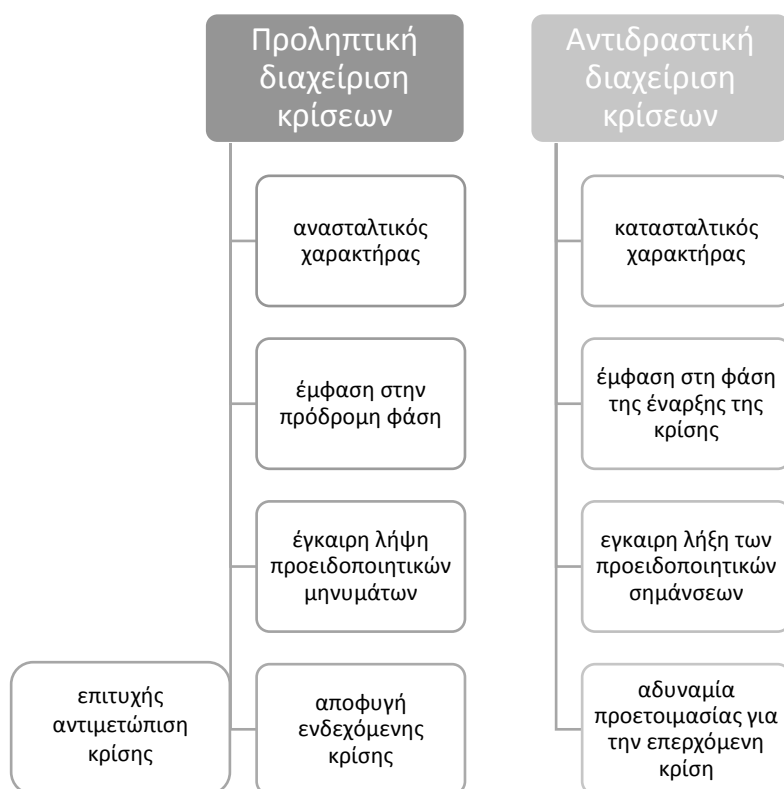 Προληπτική
διαχείριση
κρίσεων
ανασταλτικός
χαρακτήρας
έμφαση στην
πρόδρομη φάση
έγκαιρη λήψη
προειδοποιητικών
μηνυμάτων
επιτυχής
αντιμετώπιση
κρίσης
αποφυγή
ενδεχόμενης
κρίσης
Αντιδραστική
διαχείριση
κρίσεων
κατασταλτικός
χαρακτήρας
έμφαση στη φάση
της έναρξης της
κρίσης
εγκαιρη λήξη των
προειδοποιητικών
σημάνσεων
αδυναμία
προετοιμασίας για
την επερχόμενη
κρίση